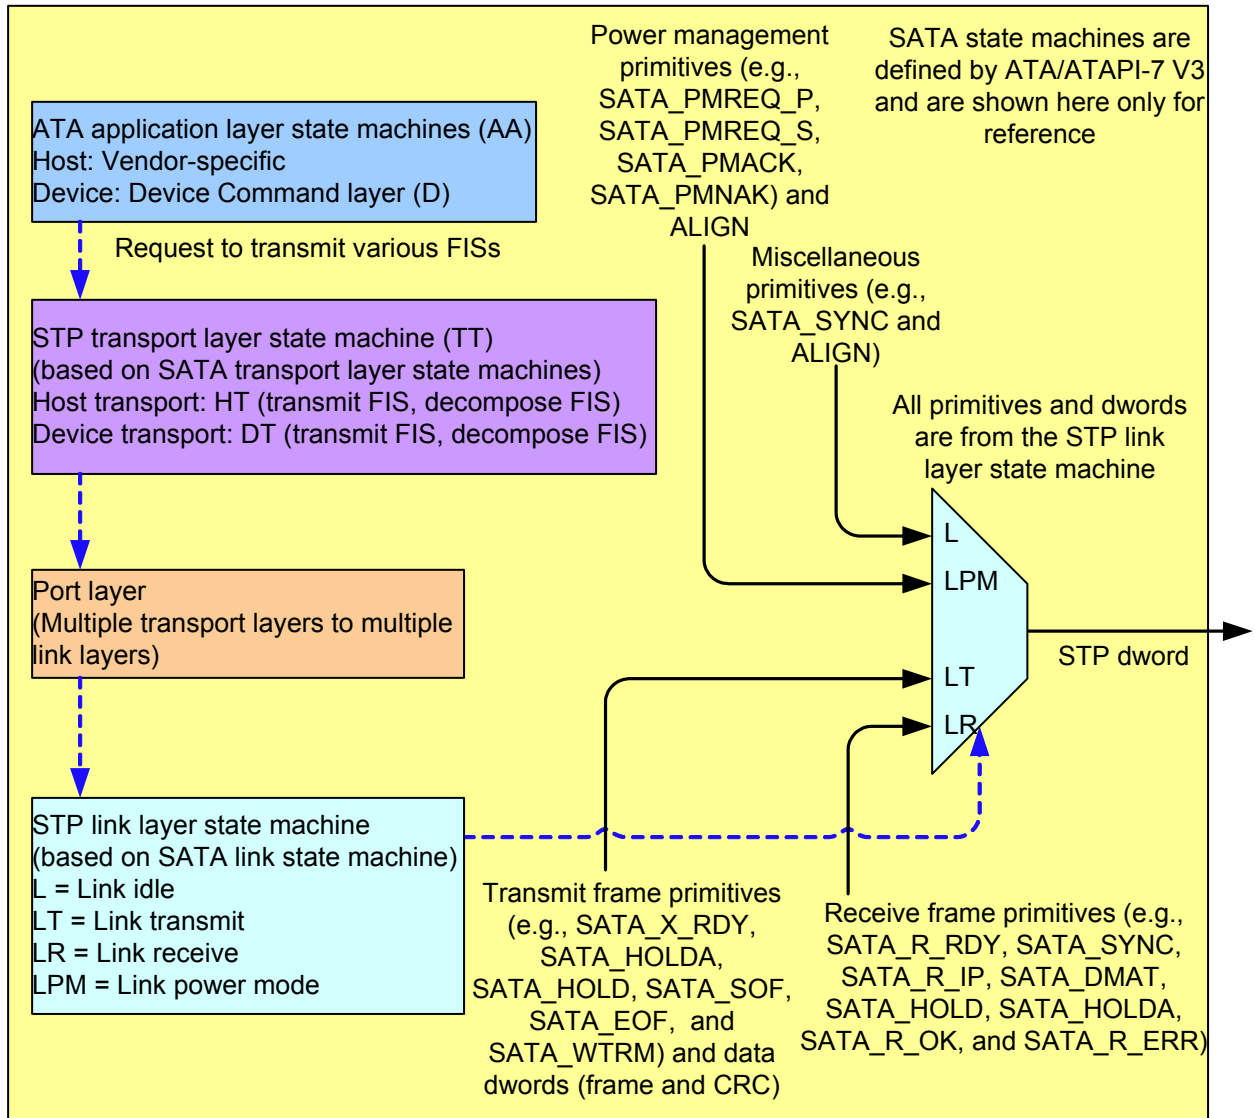 Power management
primitives (e.g.,
SATA_PMREQ_P,
SATA_PMREQ_S,
SATA_PMACK,
SATA_PMNAK) and
ALIGN
SATA state machines are
defined by ATA/ATAPI-7 V3
and are shown here only for
reference
ATA application layer state machines (AA)
Host: Vendor-specific
Device: Device Command layer (D)
Request to transmit various FISs
Miscellaneous
primitives (e.g.,
SATA_SYNC and
ALIGN)
STP transport layer state machine (TT)
(based on SATA transport layer state machines)
Host transport: HT (transmit FIS, decompose FIS)
Device transport: DT (transmit FIS, decompose FIS)
All primitives and dwords
are from the STP link
layer state machine
L
LPM
LT
LR
STP dword
Port layer
(Multiple transport layers to multiple
link layers)
STP link layer state machine
(based on SATA link state machine)
L = Link idle
LT = Link transmit
LR = Link receive
LPM = Link power mode
Transmit frame primitives
(e.g., SATA_X_RDY,
SATA_HOLDA,
SATA_HOLD, SATA_SOF,
SATA_EOF, and
SATA_WTRM) and data
dwords (frame and CRC)
Receive frame primitives (e.g.,
SATA_R_RDY, SATA_SYNC,
SATA_R_IP, SATA_DMAT,
SATA_HOLD, SATA_HOLDA,
SATA_R_OK, and SATA_R_ERR)